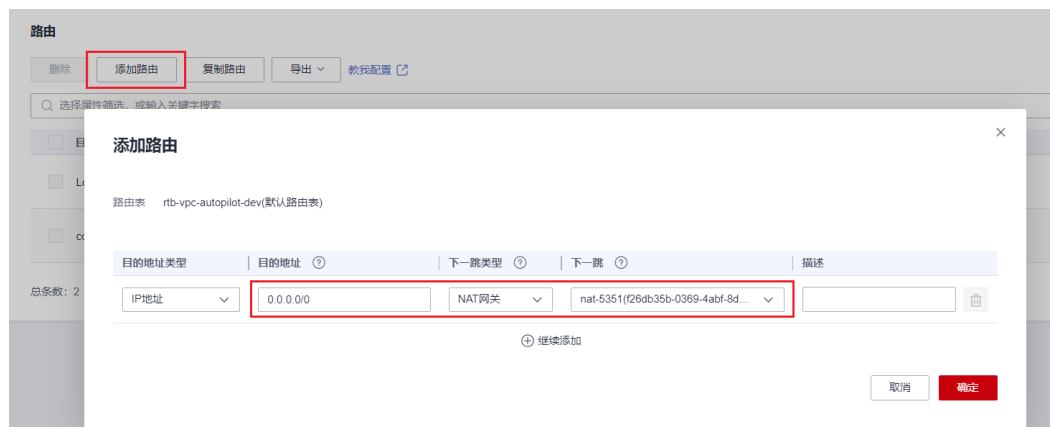 路由
删除 添加路由 复制路由 导出 教我配置
选择属性筛选，或输入关键字搜索
目
添加路由
Lo
路由表 rtb-vpc-autopilot-dev(默认路由表)
co
目的地址类型 目的地址 下一跳类型 下一跳 描述
总条数: 2
IP地址 0.0.0.0/0 NAT网关 nat-5351(f26db35b-0369-4abf-8d...
继续添加
取消 确定